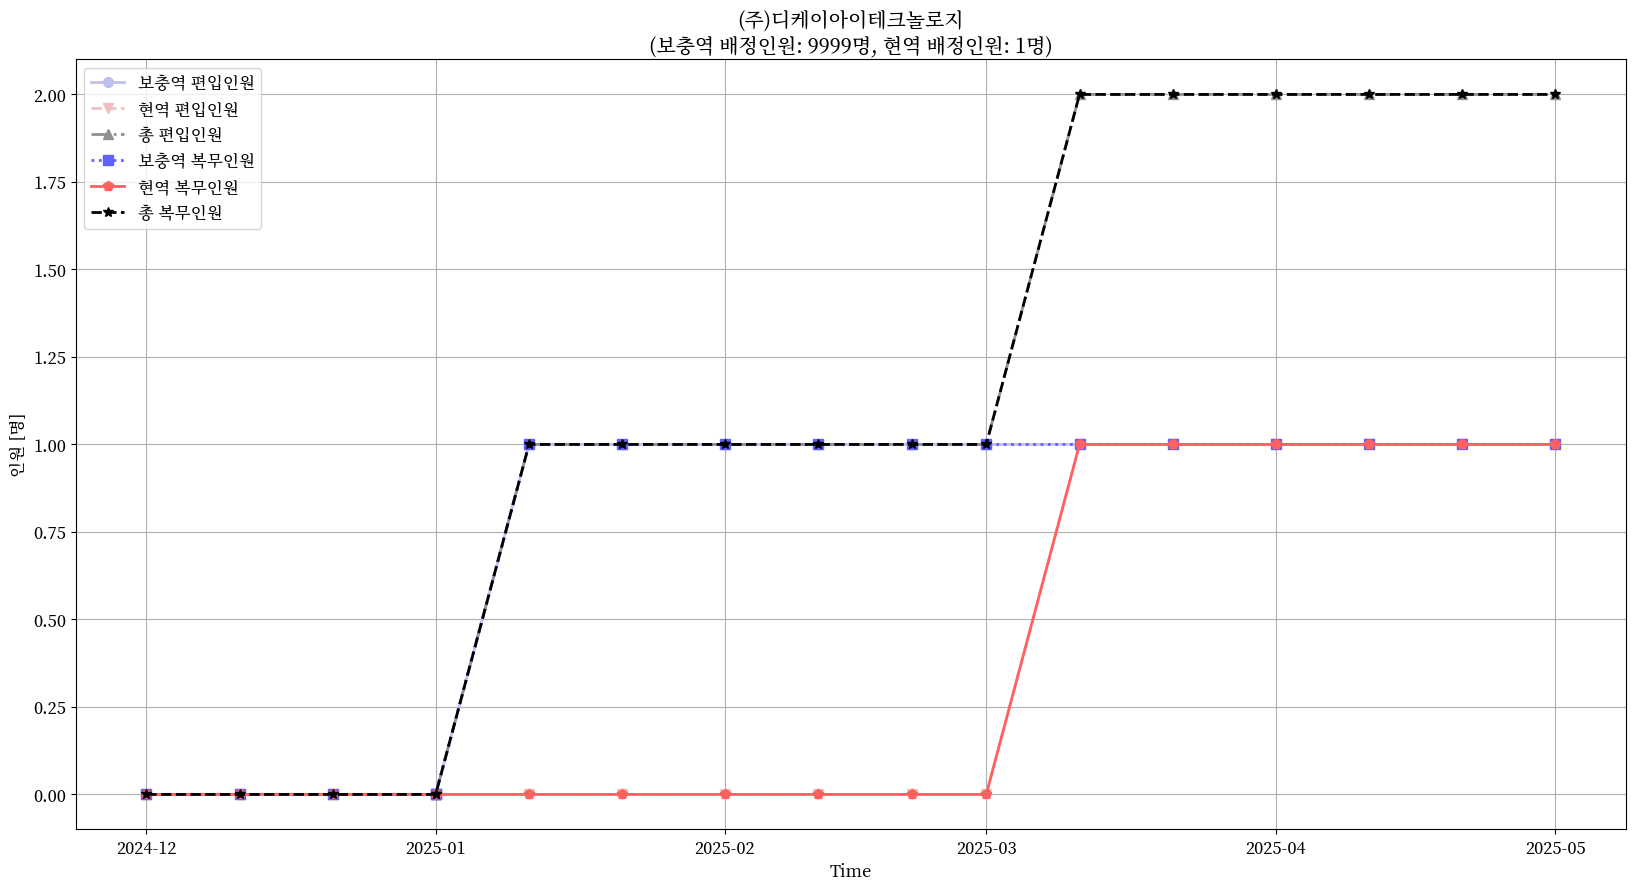 (주)디케이아이테크놀로지
(보충역 배정인원: 9999명, 현역 배정인원: 1명)
보충역 편입인원
현역 편입인원
총 편입인원
보충역 복무인원
현역 복무인원
총 복무인원
2.00
1.75
1.50
1.25
1.00
0.75
0.50
0.25
0.00
인원 [명]
2024-12 2025-01 2025-02 2025-03 2025-04 2025-05
Time